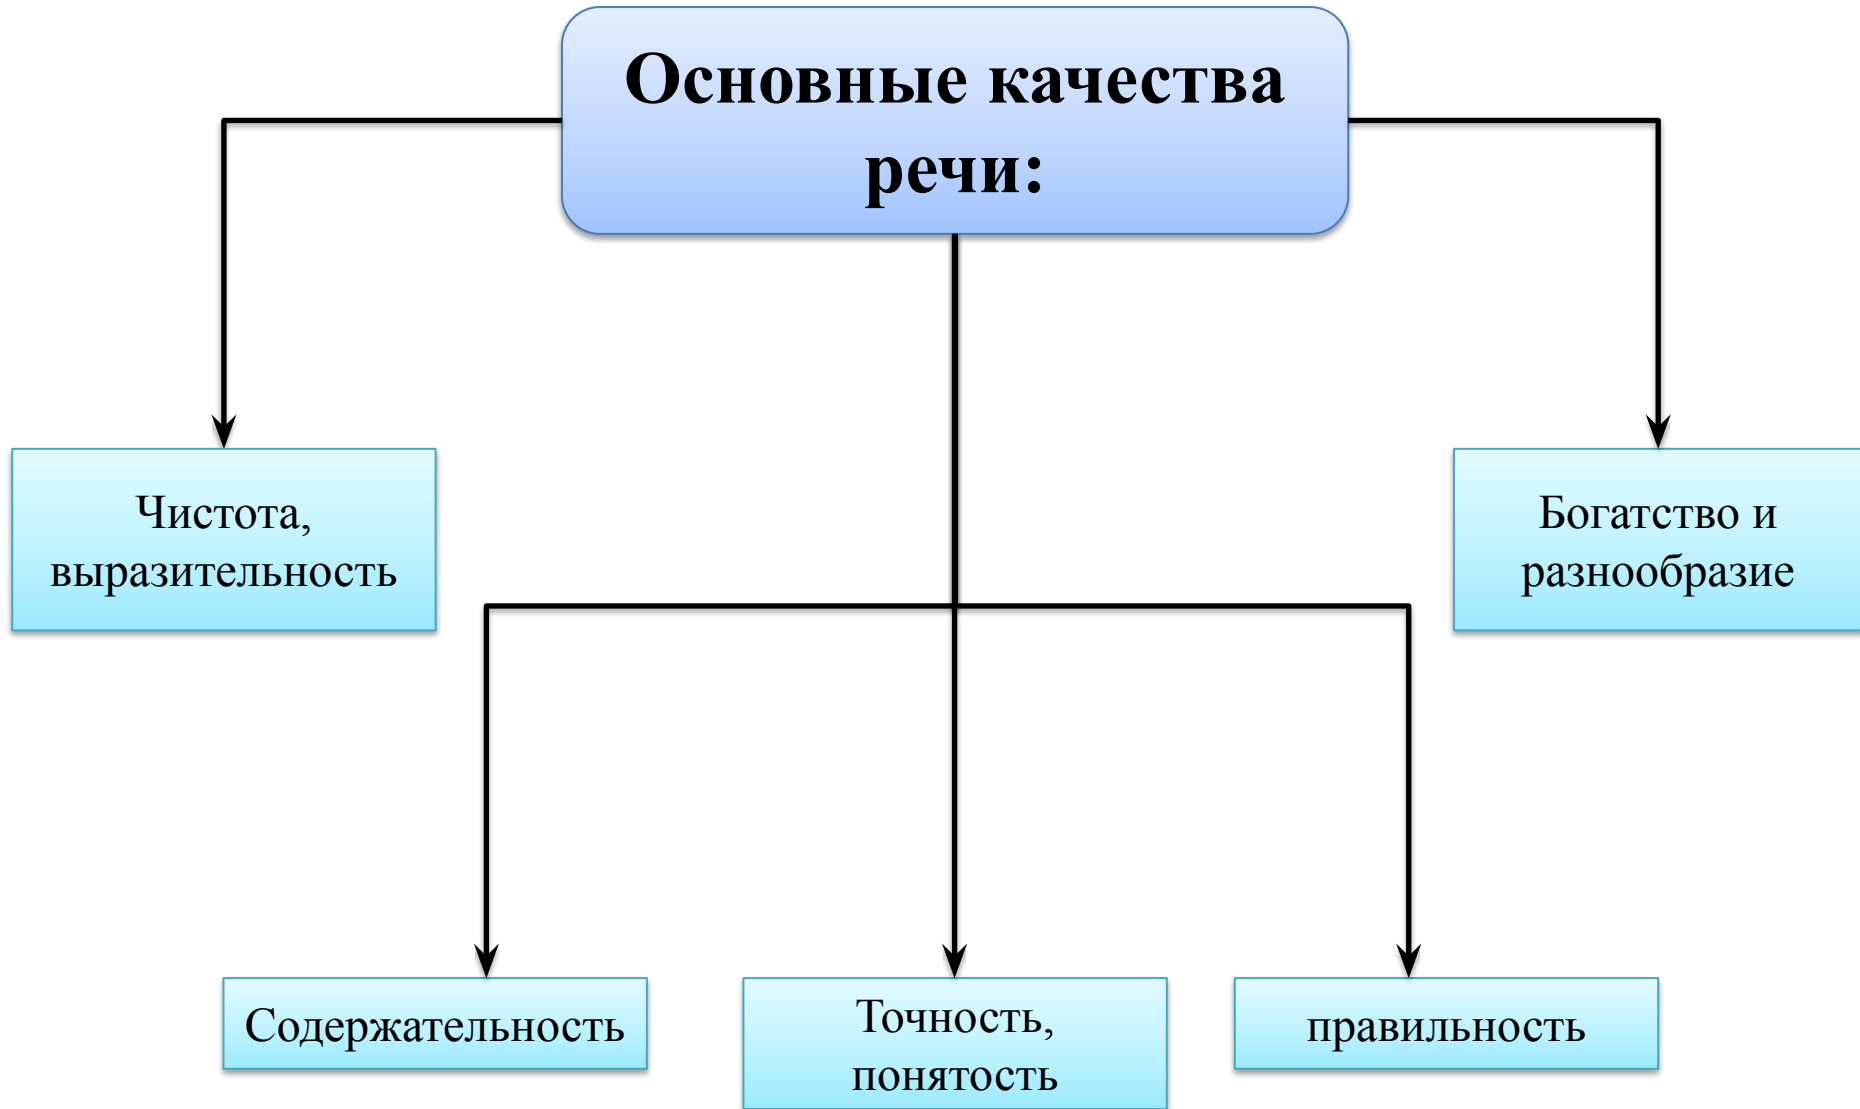 Основные качества
речи:
Чистота,
выразительность
Богатство и
разнообразие
Содержательность
Точность,
понятость
правильность